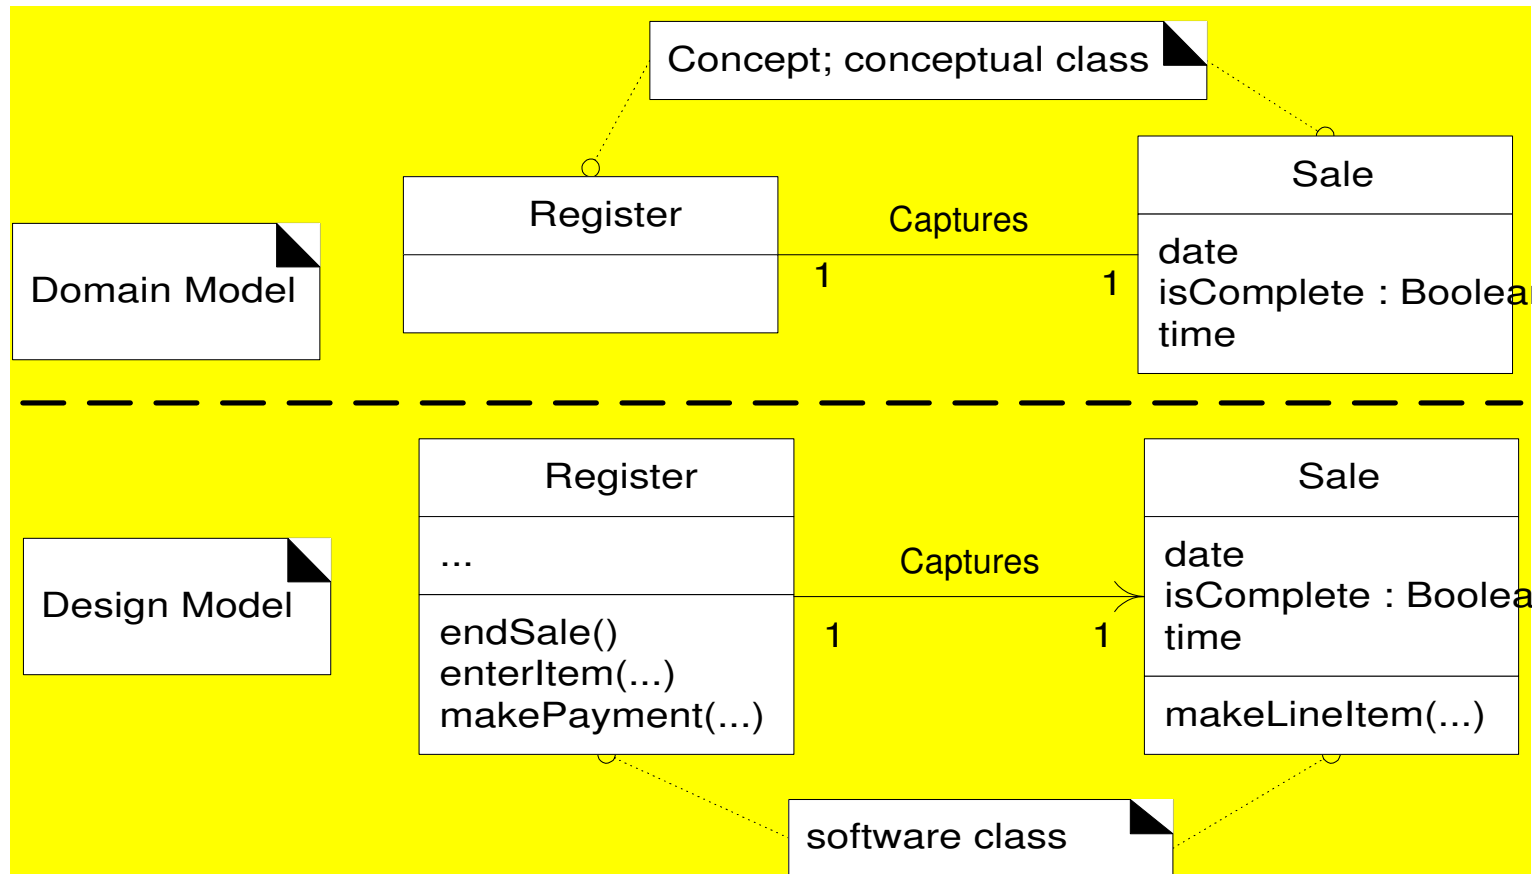 Concept; conceptual class
Register
Captures
Sale
1
1
date
isComplete : Boolean
time
Domain Model
Register
Captures
Sale
...
1
1
date
isComplete : Boolea
time
Design Model
endSale()
enterItem(...)
makePayment(...)
makeLineItem(...)
software class